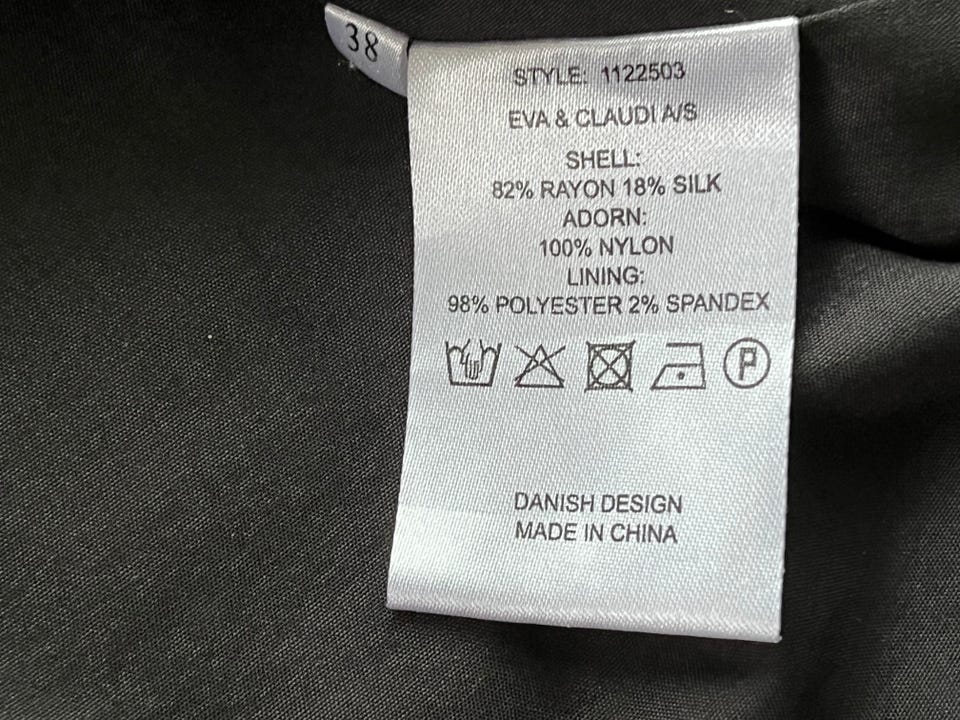 38
STYLE: 1122503
EVA & CLAUDI A/S
SHELL:
82% RAYON 18% SILK
ADORN:
100% NYLON
LINING:
98% POLYESTER 2% SPANDEX
P
DANISH DESIGN
MADE IN CHINA